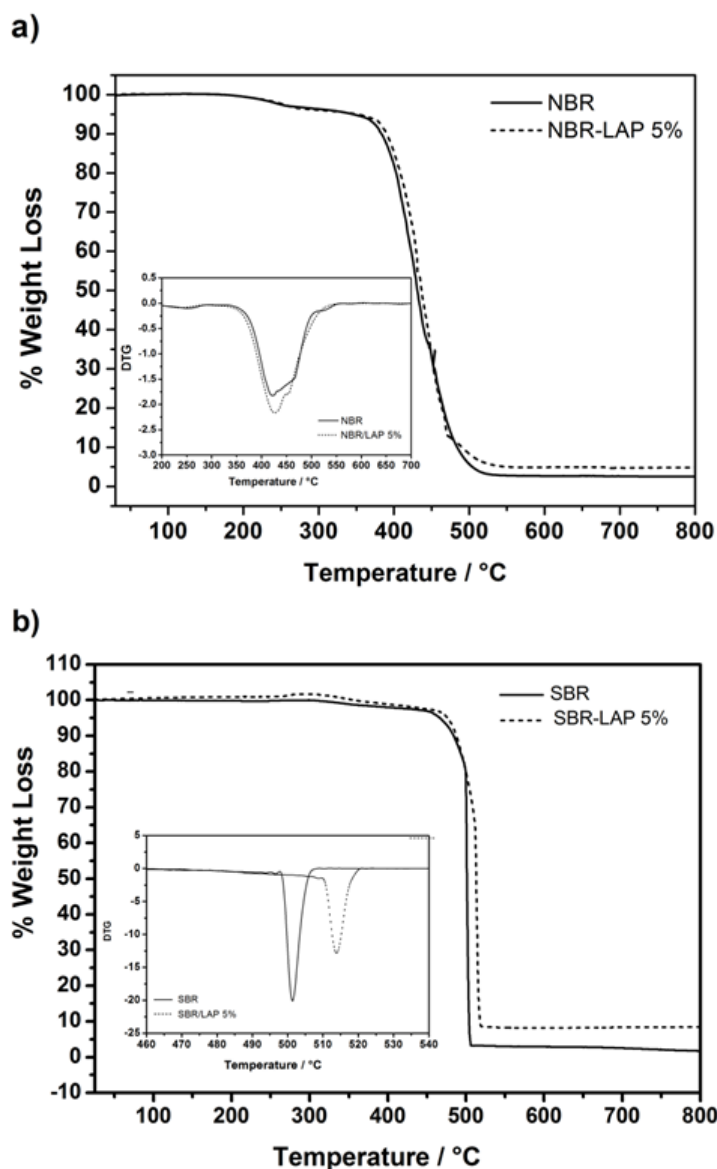 a)
100
90
80
70
60
50
40
30
20
10
0
% Weight Loss
NBR
NBR-LAP 5%
0.5
0.0
-0.5
-1.0
-1.5
-2.0
-2.5
-3.0
DTG
NBR
NBR/LAP 5%
200 250 300 350 400 450 500 550 600 650 700
Temperature / °C
100 200 300 400 500 600 700 800
Temperature / °C
b)
110
100
90
80
70
60
50
40
30
20
10
0
-10
% Weight Loss
SBR
SBR-LAP 5%
5
0
-5
-10
-15
-20
-25
DTG
SBR
SBR/LAP 5%
460 470 480 490 500 510 520 530 540
Temperature / °C
100 200 300 400 500 600 700 800
Temperature / °C